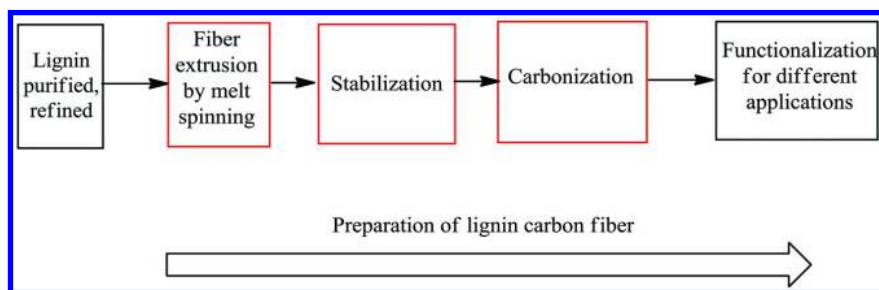 Lignin
purified,
refined
Fiber
extrusion
by melt
spinning
Stabilization
Carbonization
Functionalization
for different
applications
Preparation of lignin carbon fiber